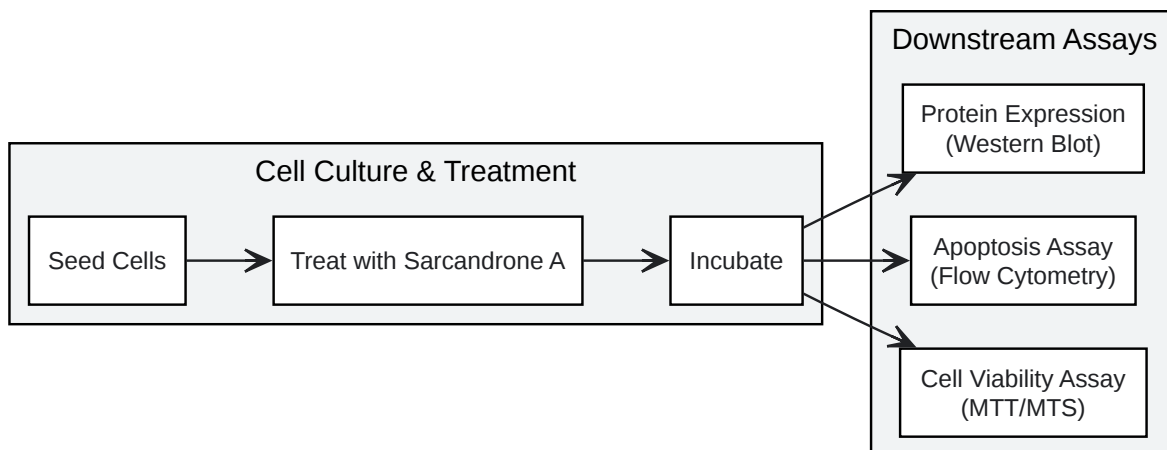 Cell Culture & Treatment
Seed Cells
Treat with Sarcandrone A
Incubate
Downstream Assays
Protein Expression
(Western Blot)
Apoptosis Assay
(Flow Cytometry)
Cell Viability Assay
(MTT/MTS)